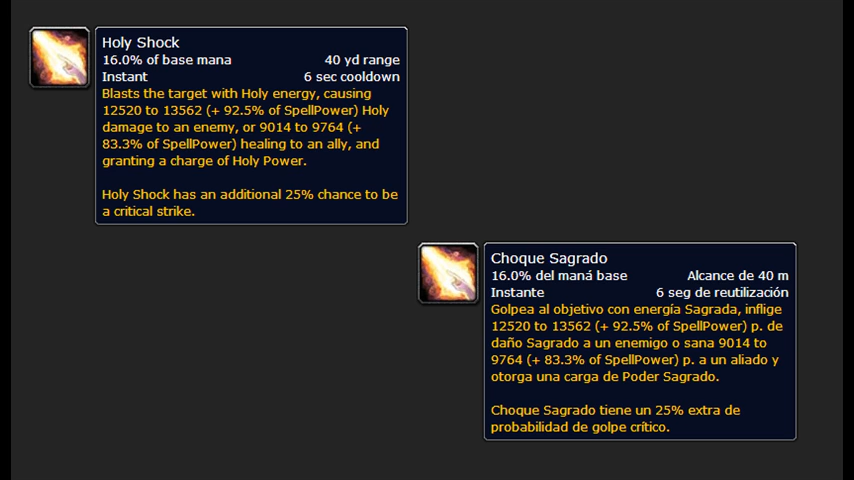 Holy Shock
16.0% of base mana 40 yd range
Instant 6 sec cooldown
Blasts the target with Holy energy, causing
12520 to 13562 (+ 92.5% of SpellPower) Holy
damage to an enemy, or 9014 to 9764 (+
83.3% of SpellPower) healing to an ally, and
granting a charge of Holy Power.
Holy Shock has an additional 25% chance to be
a critical strike.
Choque Sagrado
16.0% del maná base Alcance de 40 m
Instante 6 seg de reutilización
Golpea al objetivo con energía Sagrada, inflige
12520 to 13562 (+ 92.5% of SpellPower) p. de
daño Sagrado a un enemigo o sana 9014 to
9764 (+ 83.3% of SpellPower) p. a un aliado y
otorga una carga de Poder Sagrado.
Choque Sagrado tiene un 25% extra de
probabilidad de golpe crítico.